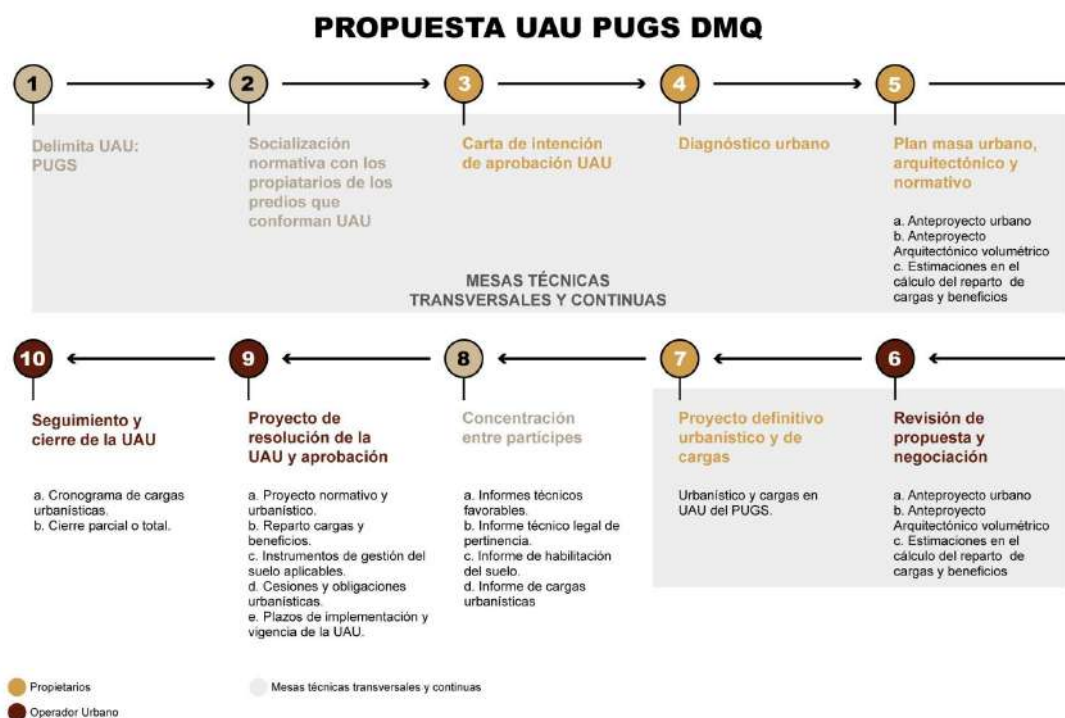 PROPUESTA UAU PUGS DMQ
1
2
3
4
5
Delimita UAU:
PUGS
Socialización
normativa con los
propiatarios de los
predios que
conforman UAU
Carta de intención
de aprobación UAU
Diagnóstico urbano
Plan masa urbano,
arquitectónico y
normativo
a. Anteproyecto urbano
b. Anteproyecto
Arquitectónico volumétrico
c. Estimaciones en el
cálculo del reparto de
cargas y beneficios
MESAS TÉCNICAS
TRANSVERSALES Y CONTINUAS
10
9
8
7
6
Seguimiento y
cierre de la UAU
a. Cronograma de cargas
urbanísticas.
b. Cierre parcial o total.
Proyecto de
resolución de la
UAU y aprobación
a. Proyecto normativo y
urbanístico.
b. Reparto cargas y
beneficios.
c. Instrumentos de gestión del
suelo aplicables.
d. Cesiones y obligaciones
urbanísticas.
e. Plazos de implementación y
vigencia de la UAU.
Concentración
entre partícipes
a. Informes técnicos
favorables.
b. Informe técnico legal de
pertinencia.
c. Informe de habilitación
del suelo.
d. Informe de cargas
urbanísticas
Proyecto definitivo
urbanístico y de
cargas
Urbanístico y cargas en
UAU del PUGS.
Revisión de
propuesta y
negociación
a. Anteproyecto urbano
b. Anteproyecto
Arquitectónico volumétrico
c. Estimaciones en el
cálculo del reparto de
cargas y beneficios
Propietarios
Mesas técnicas transversales y continuas
Operador Urbano